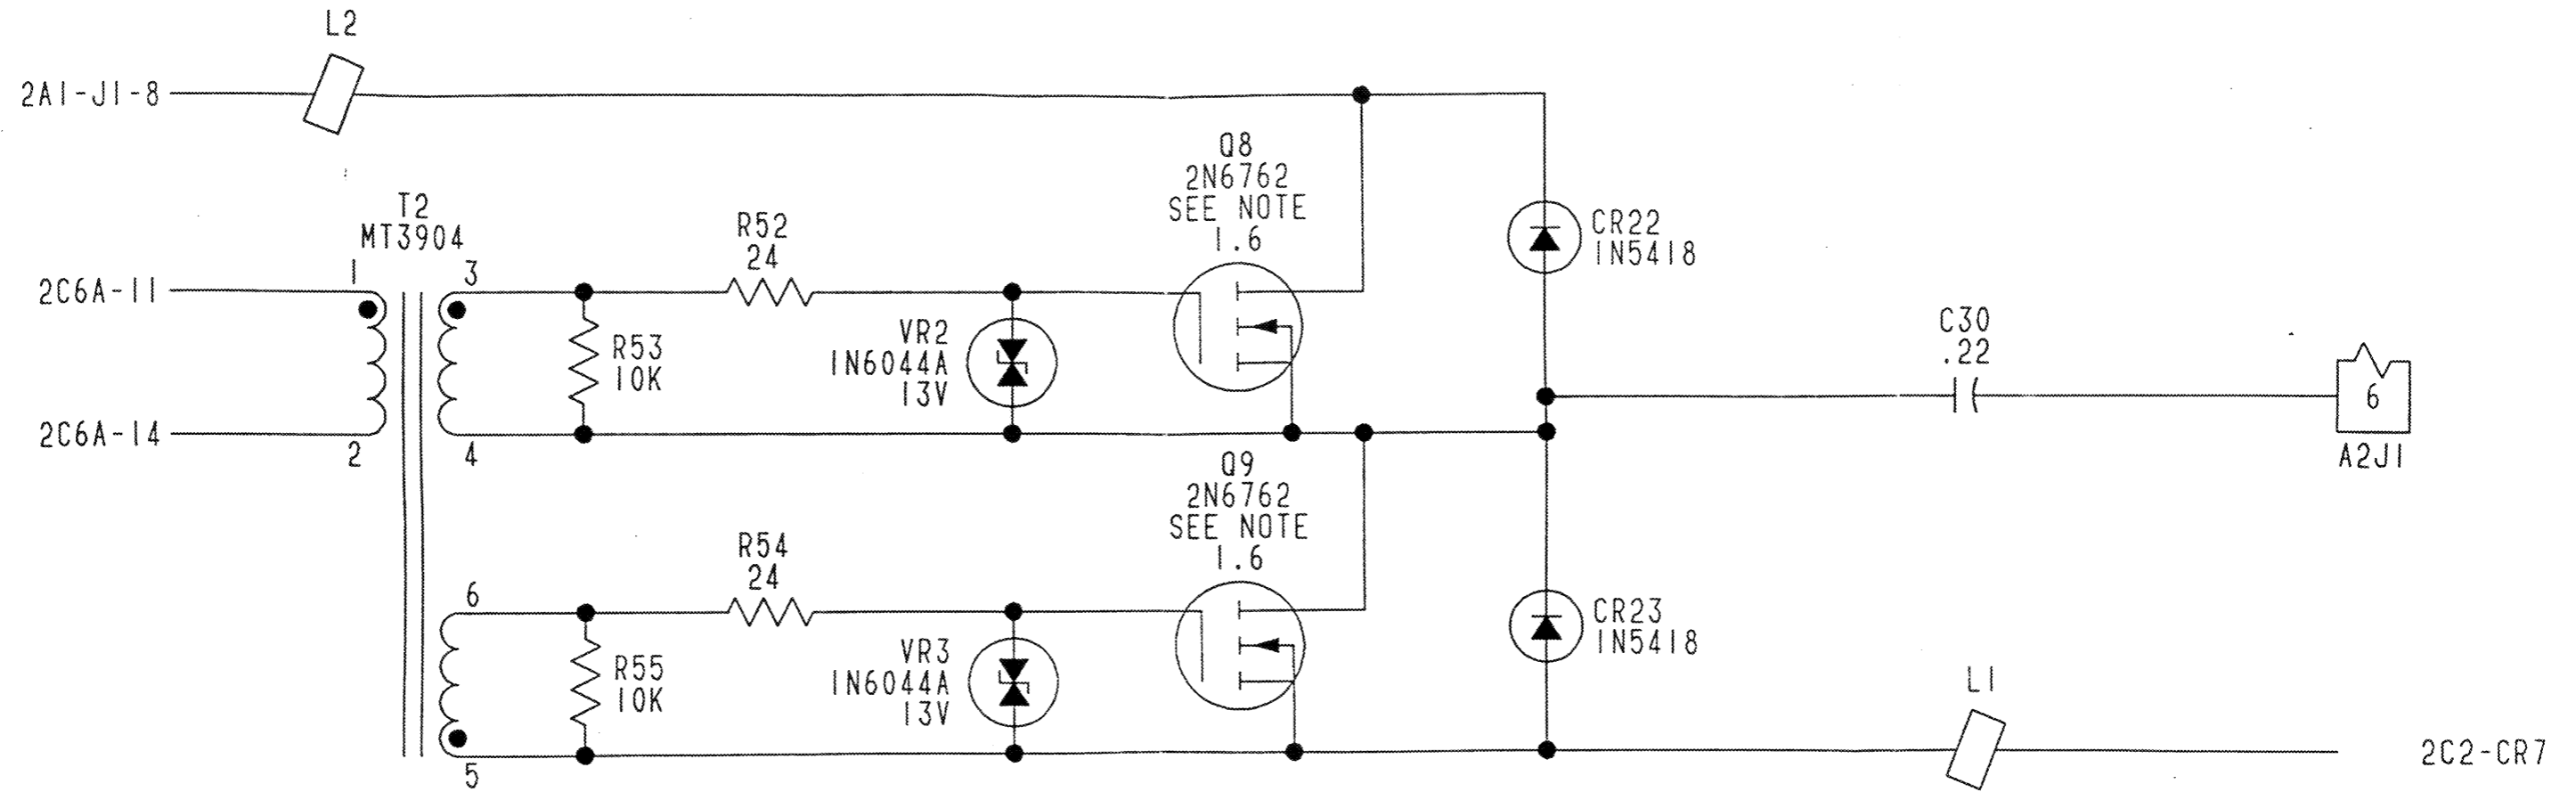 L2
2A1-J1-8
Q8
2N6762
SEE NOTE
1.6
T2
MT3904
R52
24
CR22
1N5418
1
3
2C6A-11
R53
10K
VR2
1N6044A
13V
C30
.22
6
A2J1
2C6A-14
2
4
Q9
2N6762
SEE NOTE
1.6
R54
24
6
CR23
1N5418
R55
10K
VR3
1N6044A
13V
L1
5
2C2-CR7